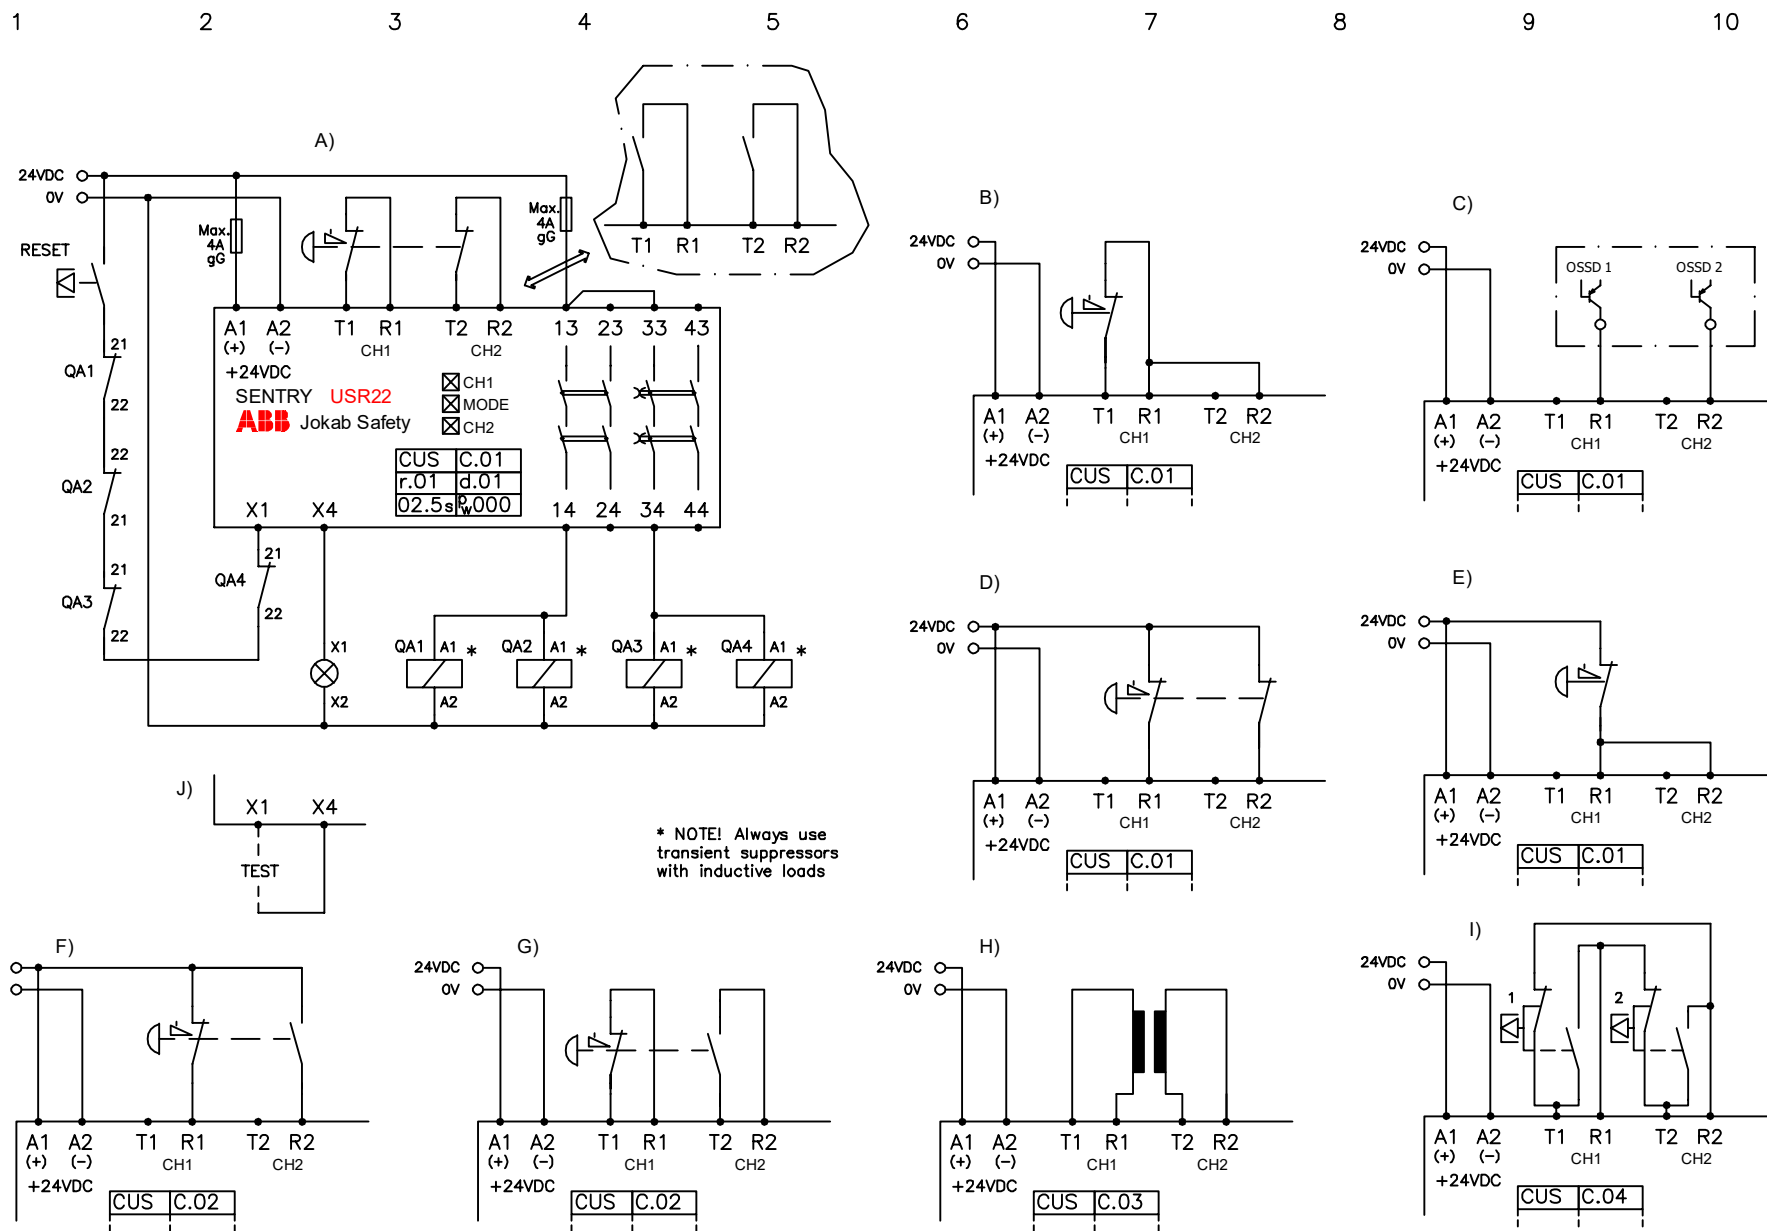 1 2 3 4 5 6 7 8 9 10
A)
24VDC
0V
RESET
Max.
4A
gG
Max.
4A
gG
T1 R1 T2 R2
A1 A2 T1 R1 T2 R2 13 23 33 43
(+) (-) CH1 CH2
+24VDC
SENTRY USR22
ABB Jokab Safety
CH1
MODE
CH2
CUS C.01
r.01 d.01
02.5s Pw000
X1 X4 14 24 34 44
21
QA1
22
22
QA2
21
21
QA3
22
21
QA4
22
X1
X2
QA1 A1 *
A2
QA2 A1 *
A2
QA3 A1 *
A2
QA4 A1 *
A2
B)
24VDC
0V
A1 A2 T1 R1 T2 R2
(+) (-) CH1 CH2
+24VDC
CUS C.01
C)
24VDC
0V
OSSD 1 OSSD 2
A1 A2 T1 R1 T2 R2
(+) (-) CH1 CH2
+24VDC
CUS C.01
D)
24VDC
0V
A1 A2 T1 R1 T2 R2
(+) (-) CH1 CH2
+24VDC
CUS C.01
E)
24VDC
0V
A1 A2 T1 R1 T2 R2
(+) (-) CH1 CH2
+24VDC
CUS C.01
J)
X1 X4
TEST
* NOTE! Always use
transient suppressors
with inductive loads
F)
A1 A2 T1 R1 T2 R2
(+) (-) CH1 CH2
+24VDC
CUS C.02
G)
24VDC
0V
A1 A2 T1 R1 T2 R2
(+) (-) CH1 CH2
+24VDC
CUS C.02
H)
24VDC
0V
A1 A2 T1 R1 T2 R2
(+) (-) CH1 CH2
+24VDC
CUS C.03
I)
24VDC
0V
1 2
A1 A2 T1 R1 T2 R2
(+) (-) CH1 CH2
+24VDC
CUS C.04